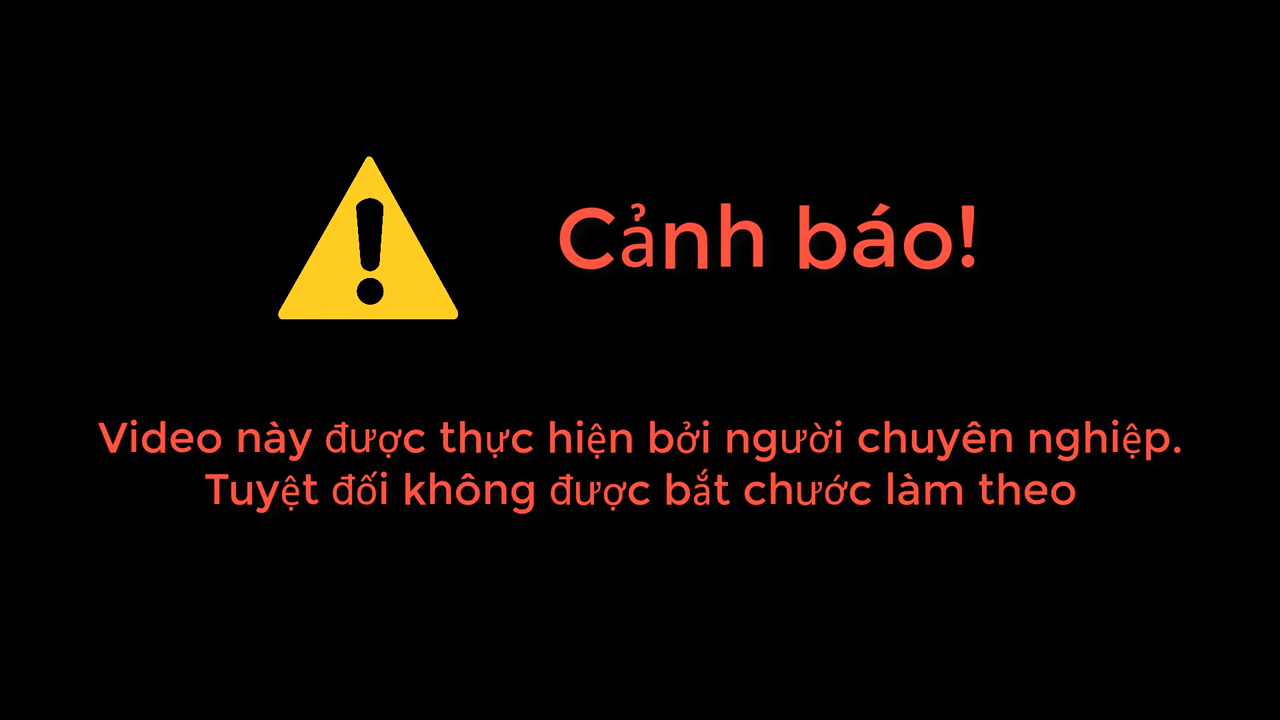 Cảnh báo!
Video này được thực hiện bởi người chuyên nghiệp.
Tuyệt đối không được bắt chước làm theo